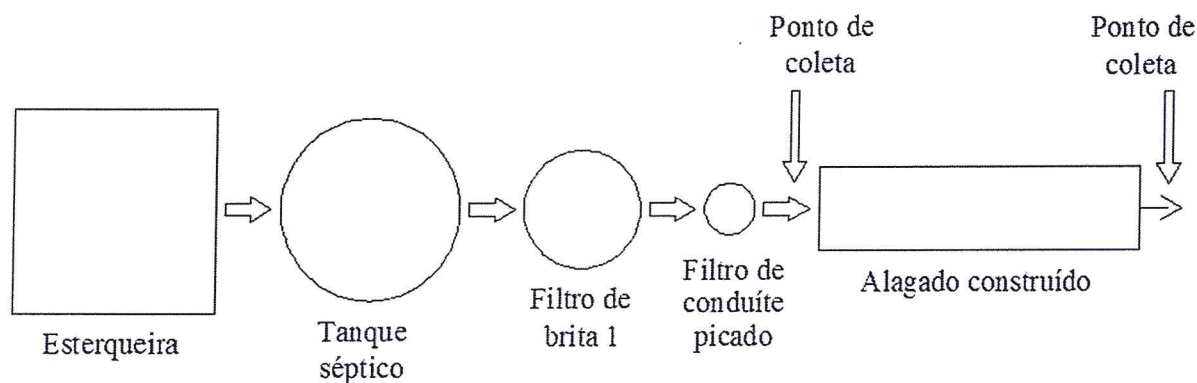 Ponto de
coleta
Ponto de
coleta
Esterqueira
Tanque
séptico
Filtro de
brita 1
Filtro de
conduíte
picado
Alagado construído